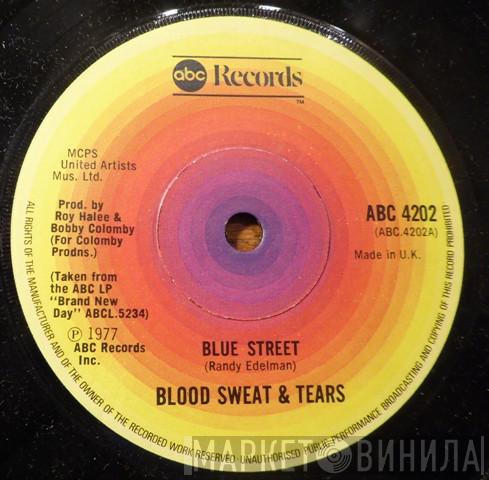 abc Records
TM
MCPS
United Artists
Mus. Ltd.
Prod. by
Roy Halee &
Bobby Colomby
(For Colomby
Prodns.)
(Taken from
the ABC LP
"Brand New
Day" ABCL.5234)
Ⓟ 1977
ABC Records
Inc.
ABC 4202
(ABC.4202A)
Made in U.K.
BLUE STREET
(Randy Edelman)
BLOOD SWEAT & TEARS
ALL RIGHTS OF THE MANUFACTURER AND OF THE OWNER OF THE RECORDED WORK RESERVED·UNAUTHORISED PUBLIC PERFORMANCE BROADCASTING AND COPYING OF THIS RECORD PROHIBITED
МАРКЕТ ВИНИЛА